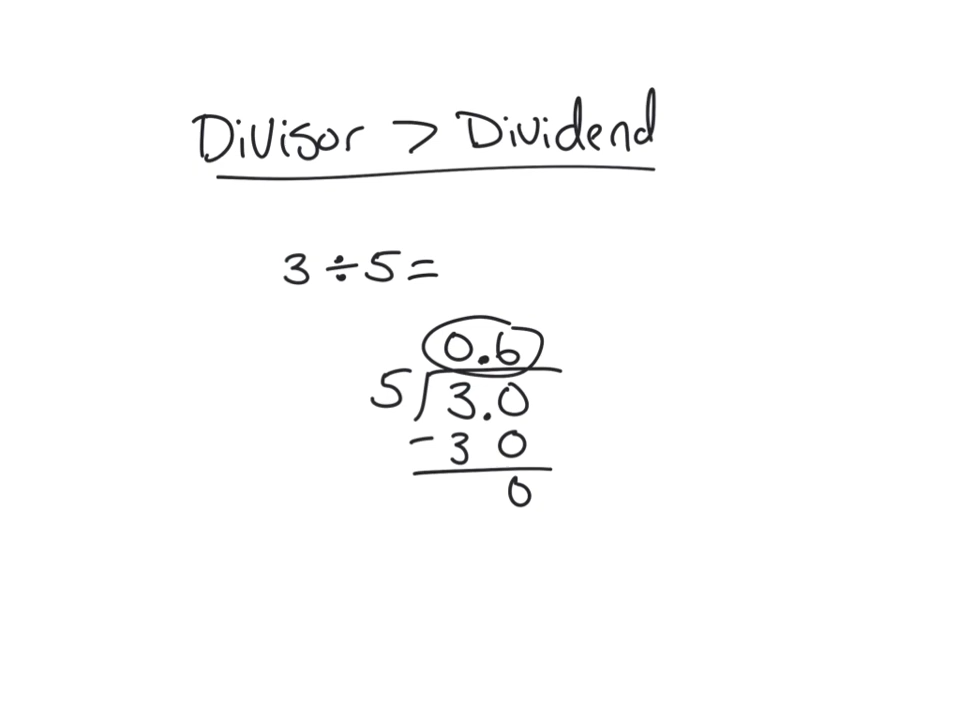 Divisor > Dividend
3 ÷ 5 =
0.6
5 3.0
- 3 0
0